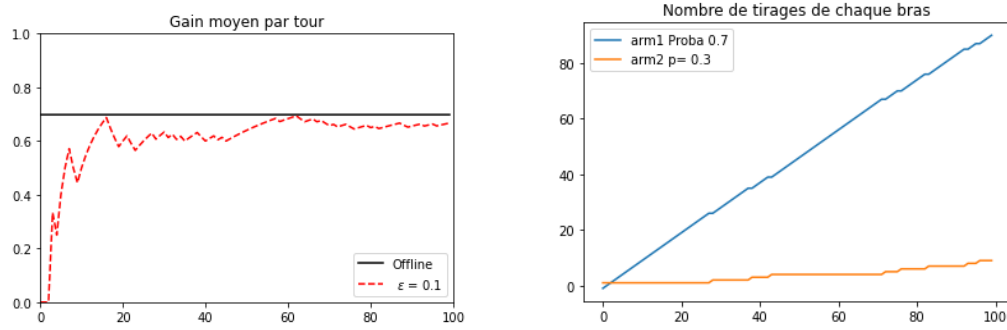 Gain moyen par tour
1.0
0.8
0.6
0.4
0.2
0.0
0 20 40 60 80 100
Offline
ε = 0.1
Nombre de tirages de chaque bras
arm1 Proba 0.7
arm2 p= 0.3
80
60
40
20
0
0 20 40 60 80 100